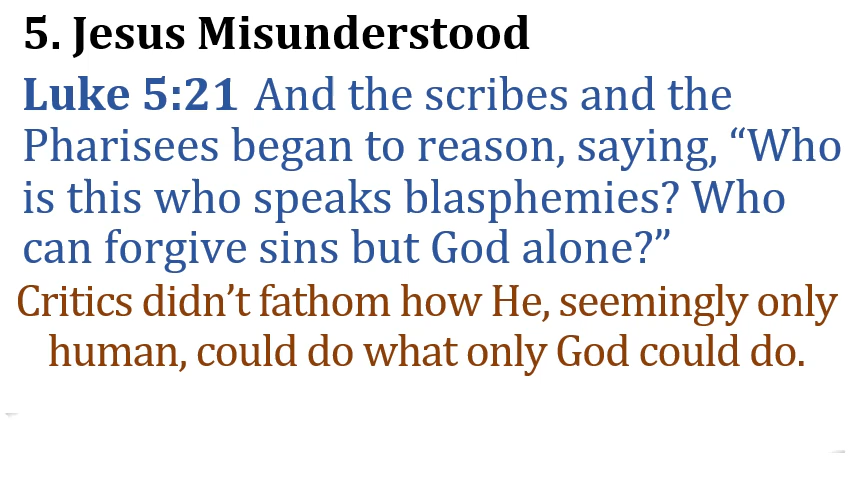 5. Jesus Misunderstood
Luke 5:21 And the scribes and the
Pharisees began to reason, saying, “Who
is this who speaks blasphemies? Who
can forgive sins but God alone?”
Critics didn’t fathom how He, seemingly only
human, could do what only God could do.